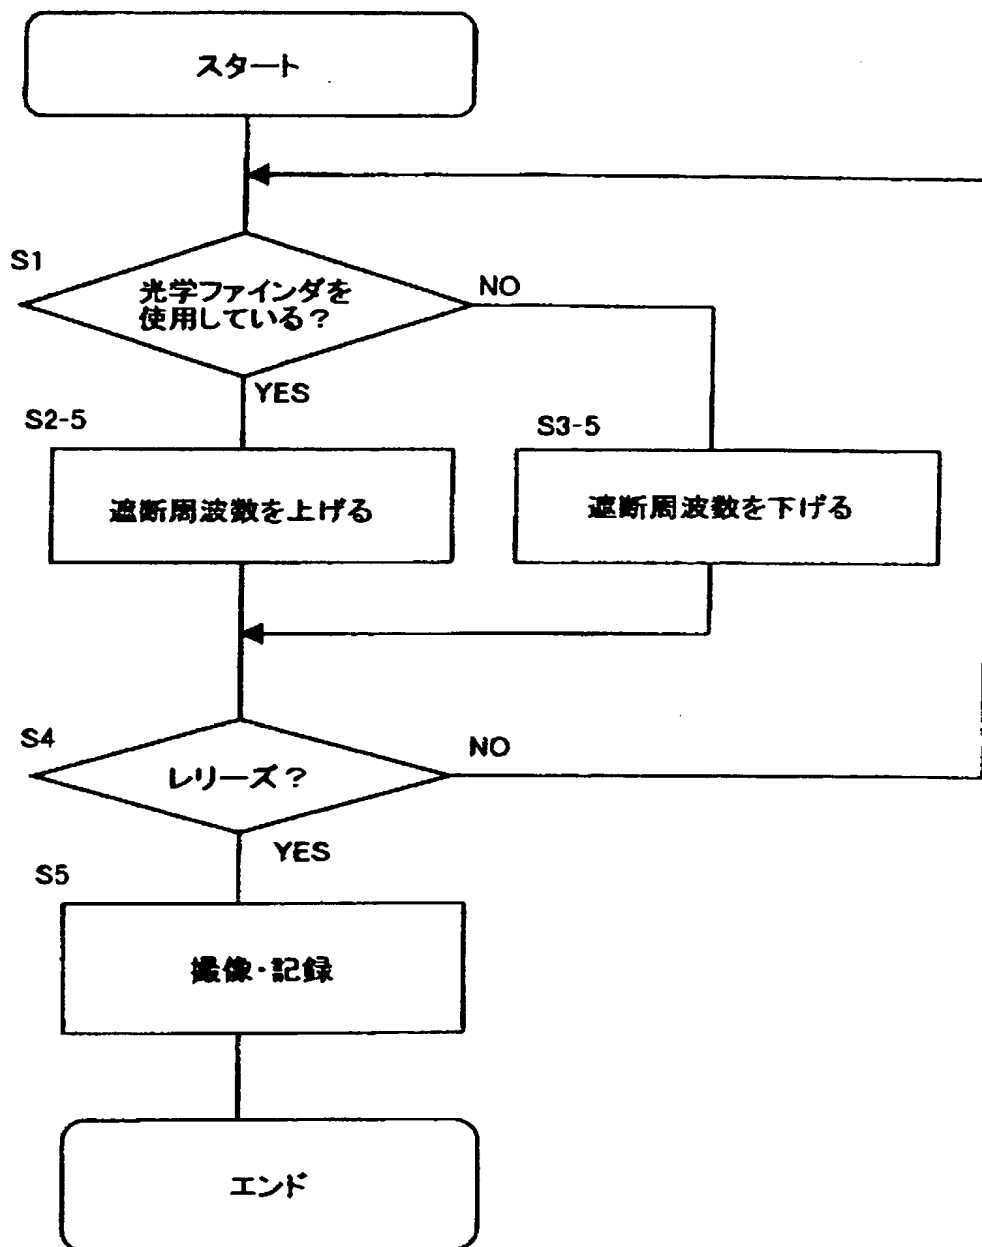 スタート
S1
光学ファインダを
使用している？
NO
YES
S2-5
遮断周波数を上げる
S3-5
遮断周波数を下げる
S4
レリーズ？
NO
YES
S5
撮像・記録
エンド